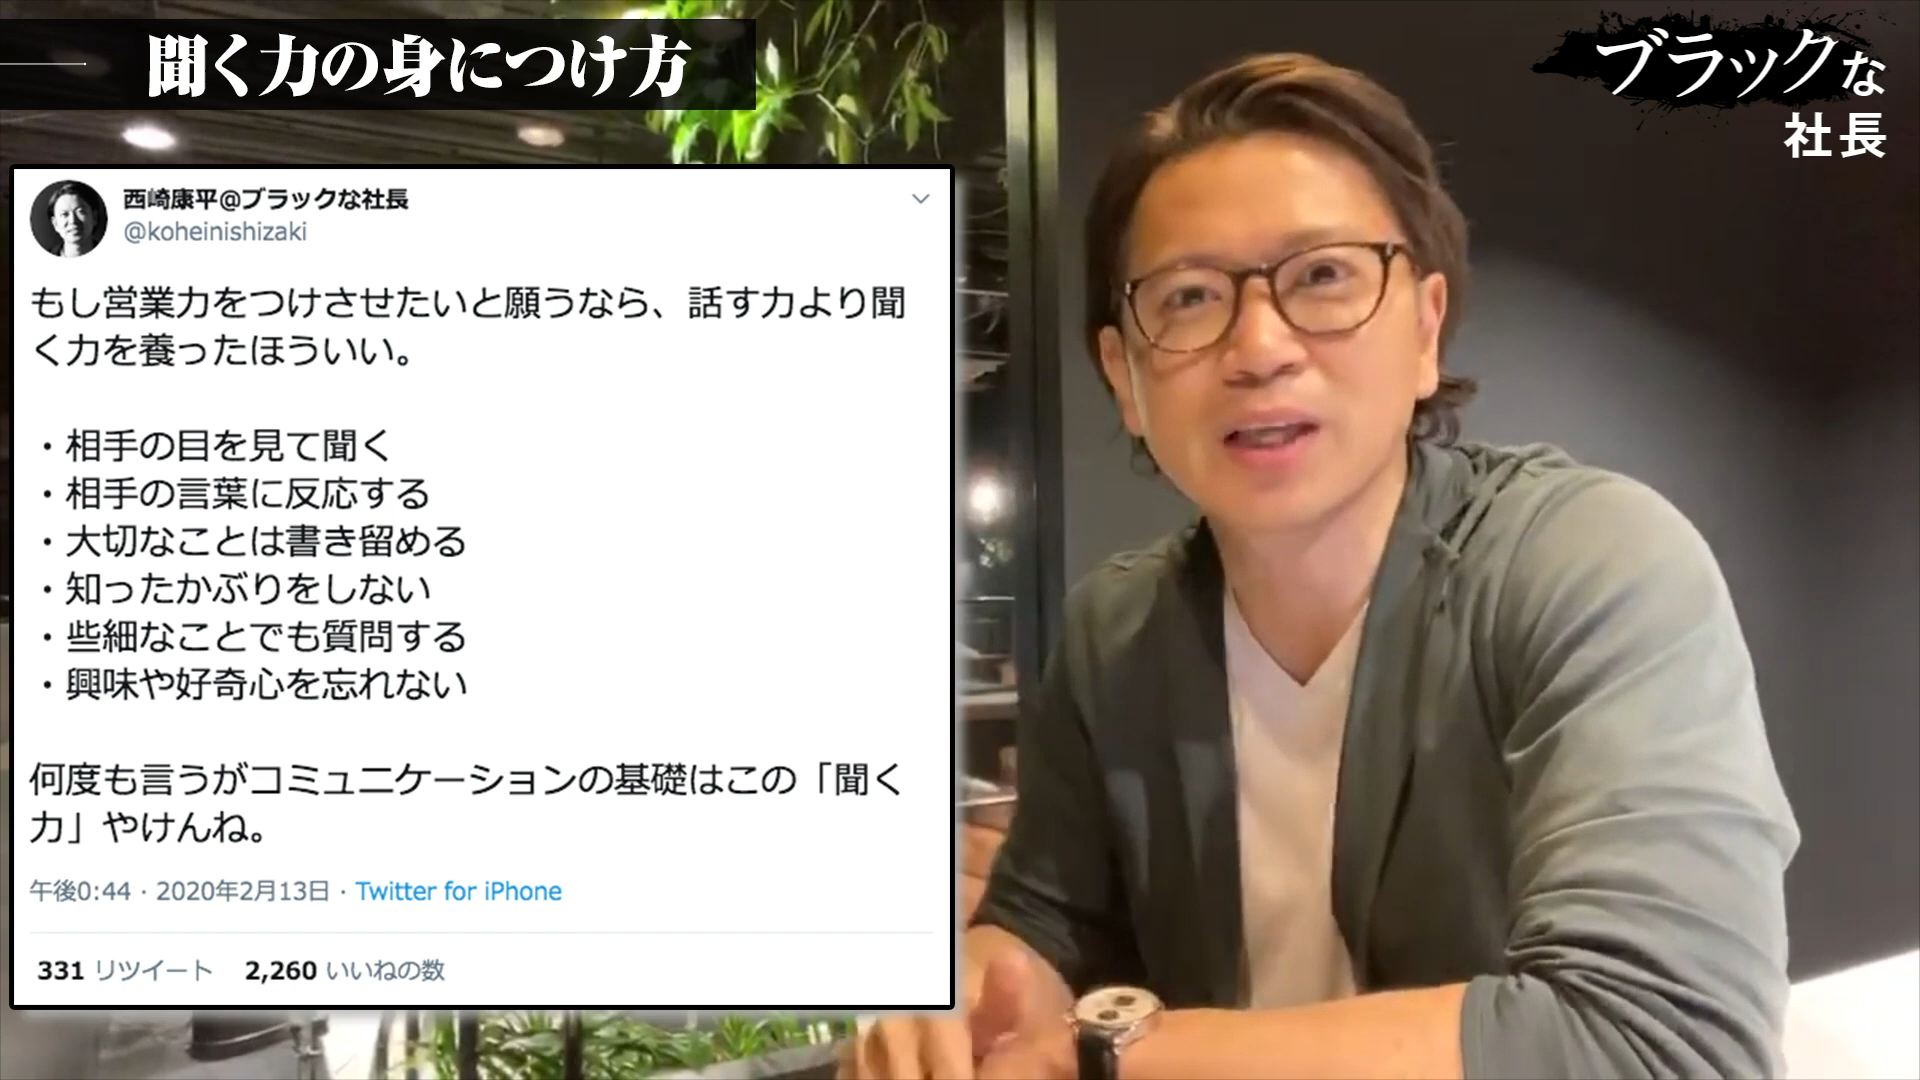 聞く力の身につけ方
ブラックな
社長
西崎康平@ブラックな社長
@koheinishizaki
もし営業力をつけさせたいと願うなら、話す力より聞
く力を養ったほういい。
・相手の目を見て聞く
・相手の言葉に反応する
・大切なことは書き留める
・知ったかぶりをしない
・些細なことでも質問する
・興味や好奇心を忘れない
何度も言うがコミュニケーションの基礎はこの「聞く
力」やけんね。
午後0:44 · 2020年2月13日 · Twitter for iPhone
331 リツイート 2,260 いいねの数